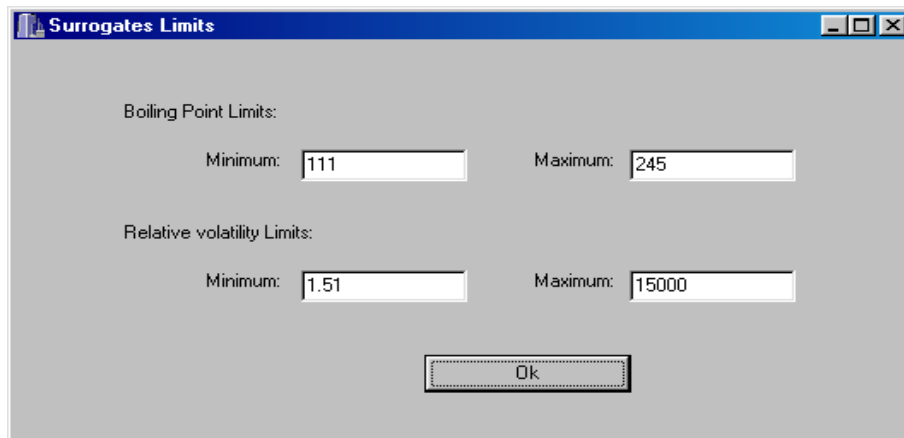 Surrogates Limits
Boiling Point Limits:
Minimum: 111 Maximum: 245
Relative volatility Limits:
Minimum: 1.51 Maximum: 15000
Ok